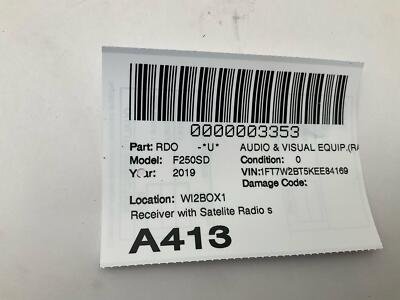 0000003353
Part: RDO -*U* AUDIO & VISUAL EQUIP.(RA
Model: F250SD Condition: 0
Year: 2019 VIN:1FT7W2BT5KEE84169
Damage Code:
Location: WI2BOX1
Receiver with Satelite Radio s
A413